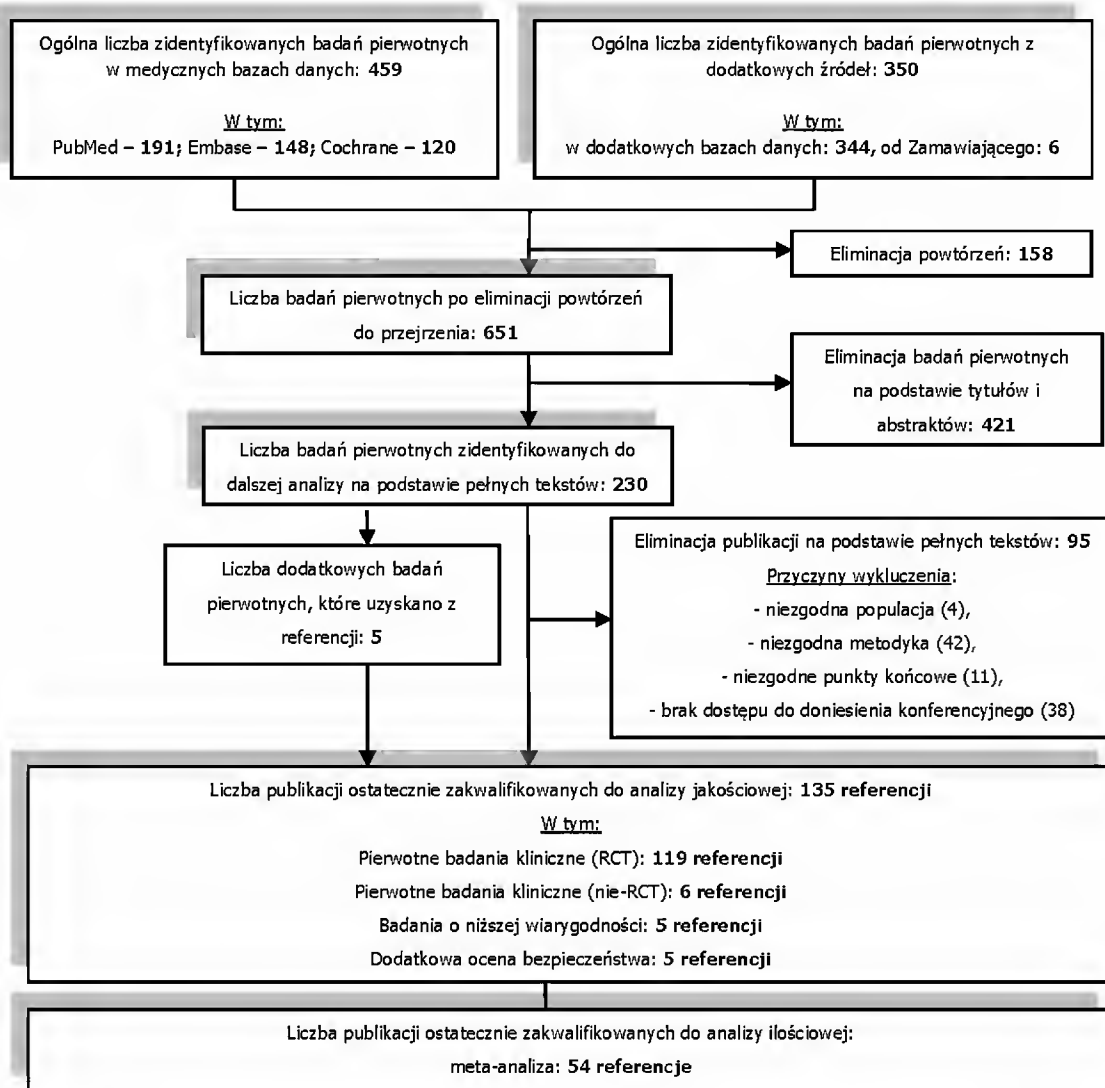 Ogólna liczba zidentyfikowanych badań pierwotnych
w medycznych bazach danych: 459
W tym:
PubMed – 191; Embase – 148; Cochrane – 120
Ogólna liczba zidentyfikowanych badań pierwotnych z
dodatkowych źródeł: 350
W tym:
w dodatkowych bazach danych: 344, od Zamawiającego: 6
Eliminacja powtórzeń: 158
Liczba badań pierwotnych po eliminacji powtórzeń
do przejrzenia: 651
Eliminacja badań pierwotnych
na podstawie tytułów i
abstraktów: 421
Liczba badań pierwotnych zidentyfikowanych do
dalszej analizy na podstawie pełnych tekstów: 230
Liczba dodatkowych badań
pierwotnych, które uzyskano z
referencji: 5
Eliminacja publikacji na podstawie pełnych tekstów: 95
Przyczyny wykluczenia:
- niezgodna populacja (4),
- niezgodna metodyka (42),
- niezgodne punkty końcowe (11),
- brak dostępu do doniesienia konferencyjnego (38)
Liczba publikacji ostatecznie zakwalifikowanych do analizy jakościowej: 135 referencji
W tym:
Pierwotne badania kliniczne (RCT): 119 referencji
Pierwotne badania kliniczne (nie-RCT): 6 referencji
Badania o niższej wiarygodności: 5 referencji
Dodatkowa ocena bezpieczeństwa: 5 referencji
Liczba publikacji ostatecznie zakwalifikowanych do analizy ilościowej:
meta-analiza: 54 referencje